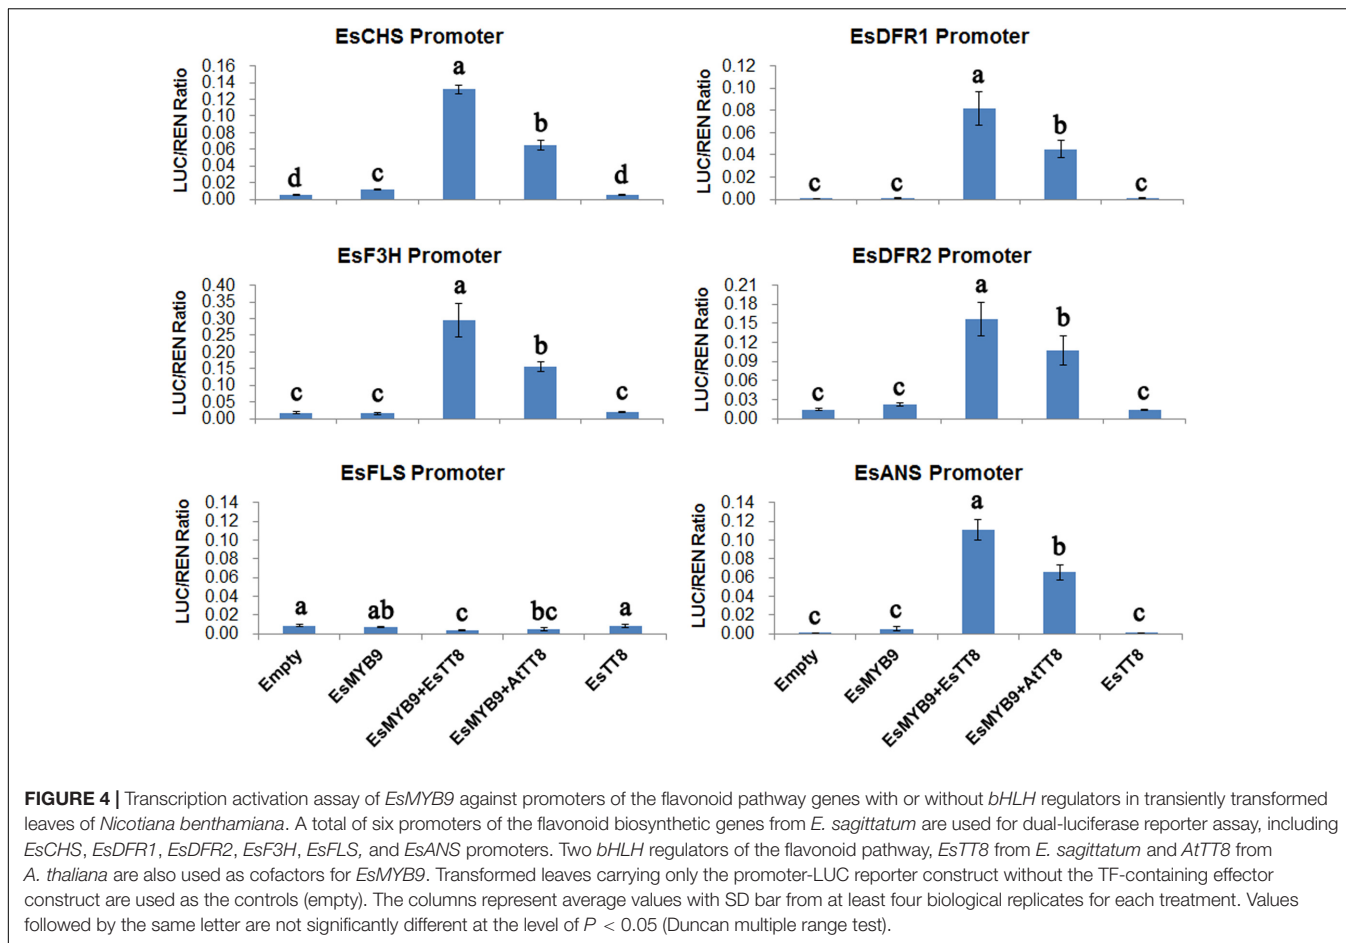 EsCHS Promoter
LUC/REN Ratio
0.16
0.14
0.12
0.10
0.08
0.06
0.04
0.02
0.00
d
c
a
b
d
EsDFR1 Promoter
LUC/REN Ratio
0.12
0.10
0.08
0.06
0.04
0.02
0.00
c
c
a
b
c
EsF3H Promoter
LUC/REN Ratio
0.40
0.35
0.30
0.25
0.20
0.15
0.10
0.05
0.00
c
c
a
b
c
EsDFR2 Promoter
LUC/REN Ratio
0.21
0.18
0.15
0.12
0.09
0.06
0.03
0.00
c
c
a
b
c
EsFLS Promoter
LUC/REN Ratio
0.14
0.12
0.10
0.08
0.06
0.04
0.02
0.00
a
ab
c
bc
a
Empty
EsMYB9
EsMYB9+EsTT8
EsMYB9+AtTT8
EsTT8
EsANS Promoter
LUC/REN Ratio
0.14
0.12
0.10
0.08
0.06
0.04
0.02
0.00
c
c
a
b
c
Empty
EsMYB9
EsMYB9+EsTT8
EsMYB9+AtTT8
EsTT8
FIGURE 4 | Transcription activation assay of EsMYB9 against promoters of the flavonoid pathway genes with or without bHLH regulators in transiently transformed
leaves of Nicotiana benthamiana. A total of six promoters of the flavonoid biosynthetic genes from E. sagittatum are used for dual-luciferase reporter assay, including
EsCHS, EsDFR1, EsDFR2, EsF3H, EsFLS, and EsANS promoters. Two bHLH regulators of the flavonoid pathway, EsTT8 from E. sagittatum and AtTT8 from
A. thaliana are also used as cofactors for EsMYB9. Transformed leaves carrying only the promoter-LUC reporter construct without the TF-containing effector
construct are used as the controls (empty). The columns represent average values with SD bar from at least four biological replicates for each treatment. Values
followed by the same letter are not significantly different at the level of P < 0.05 (Duncan multiple range test).